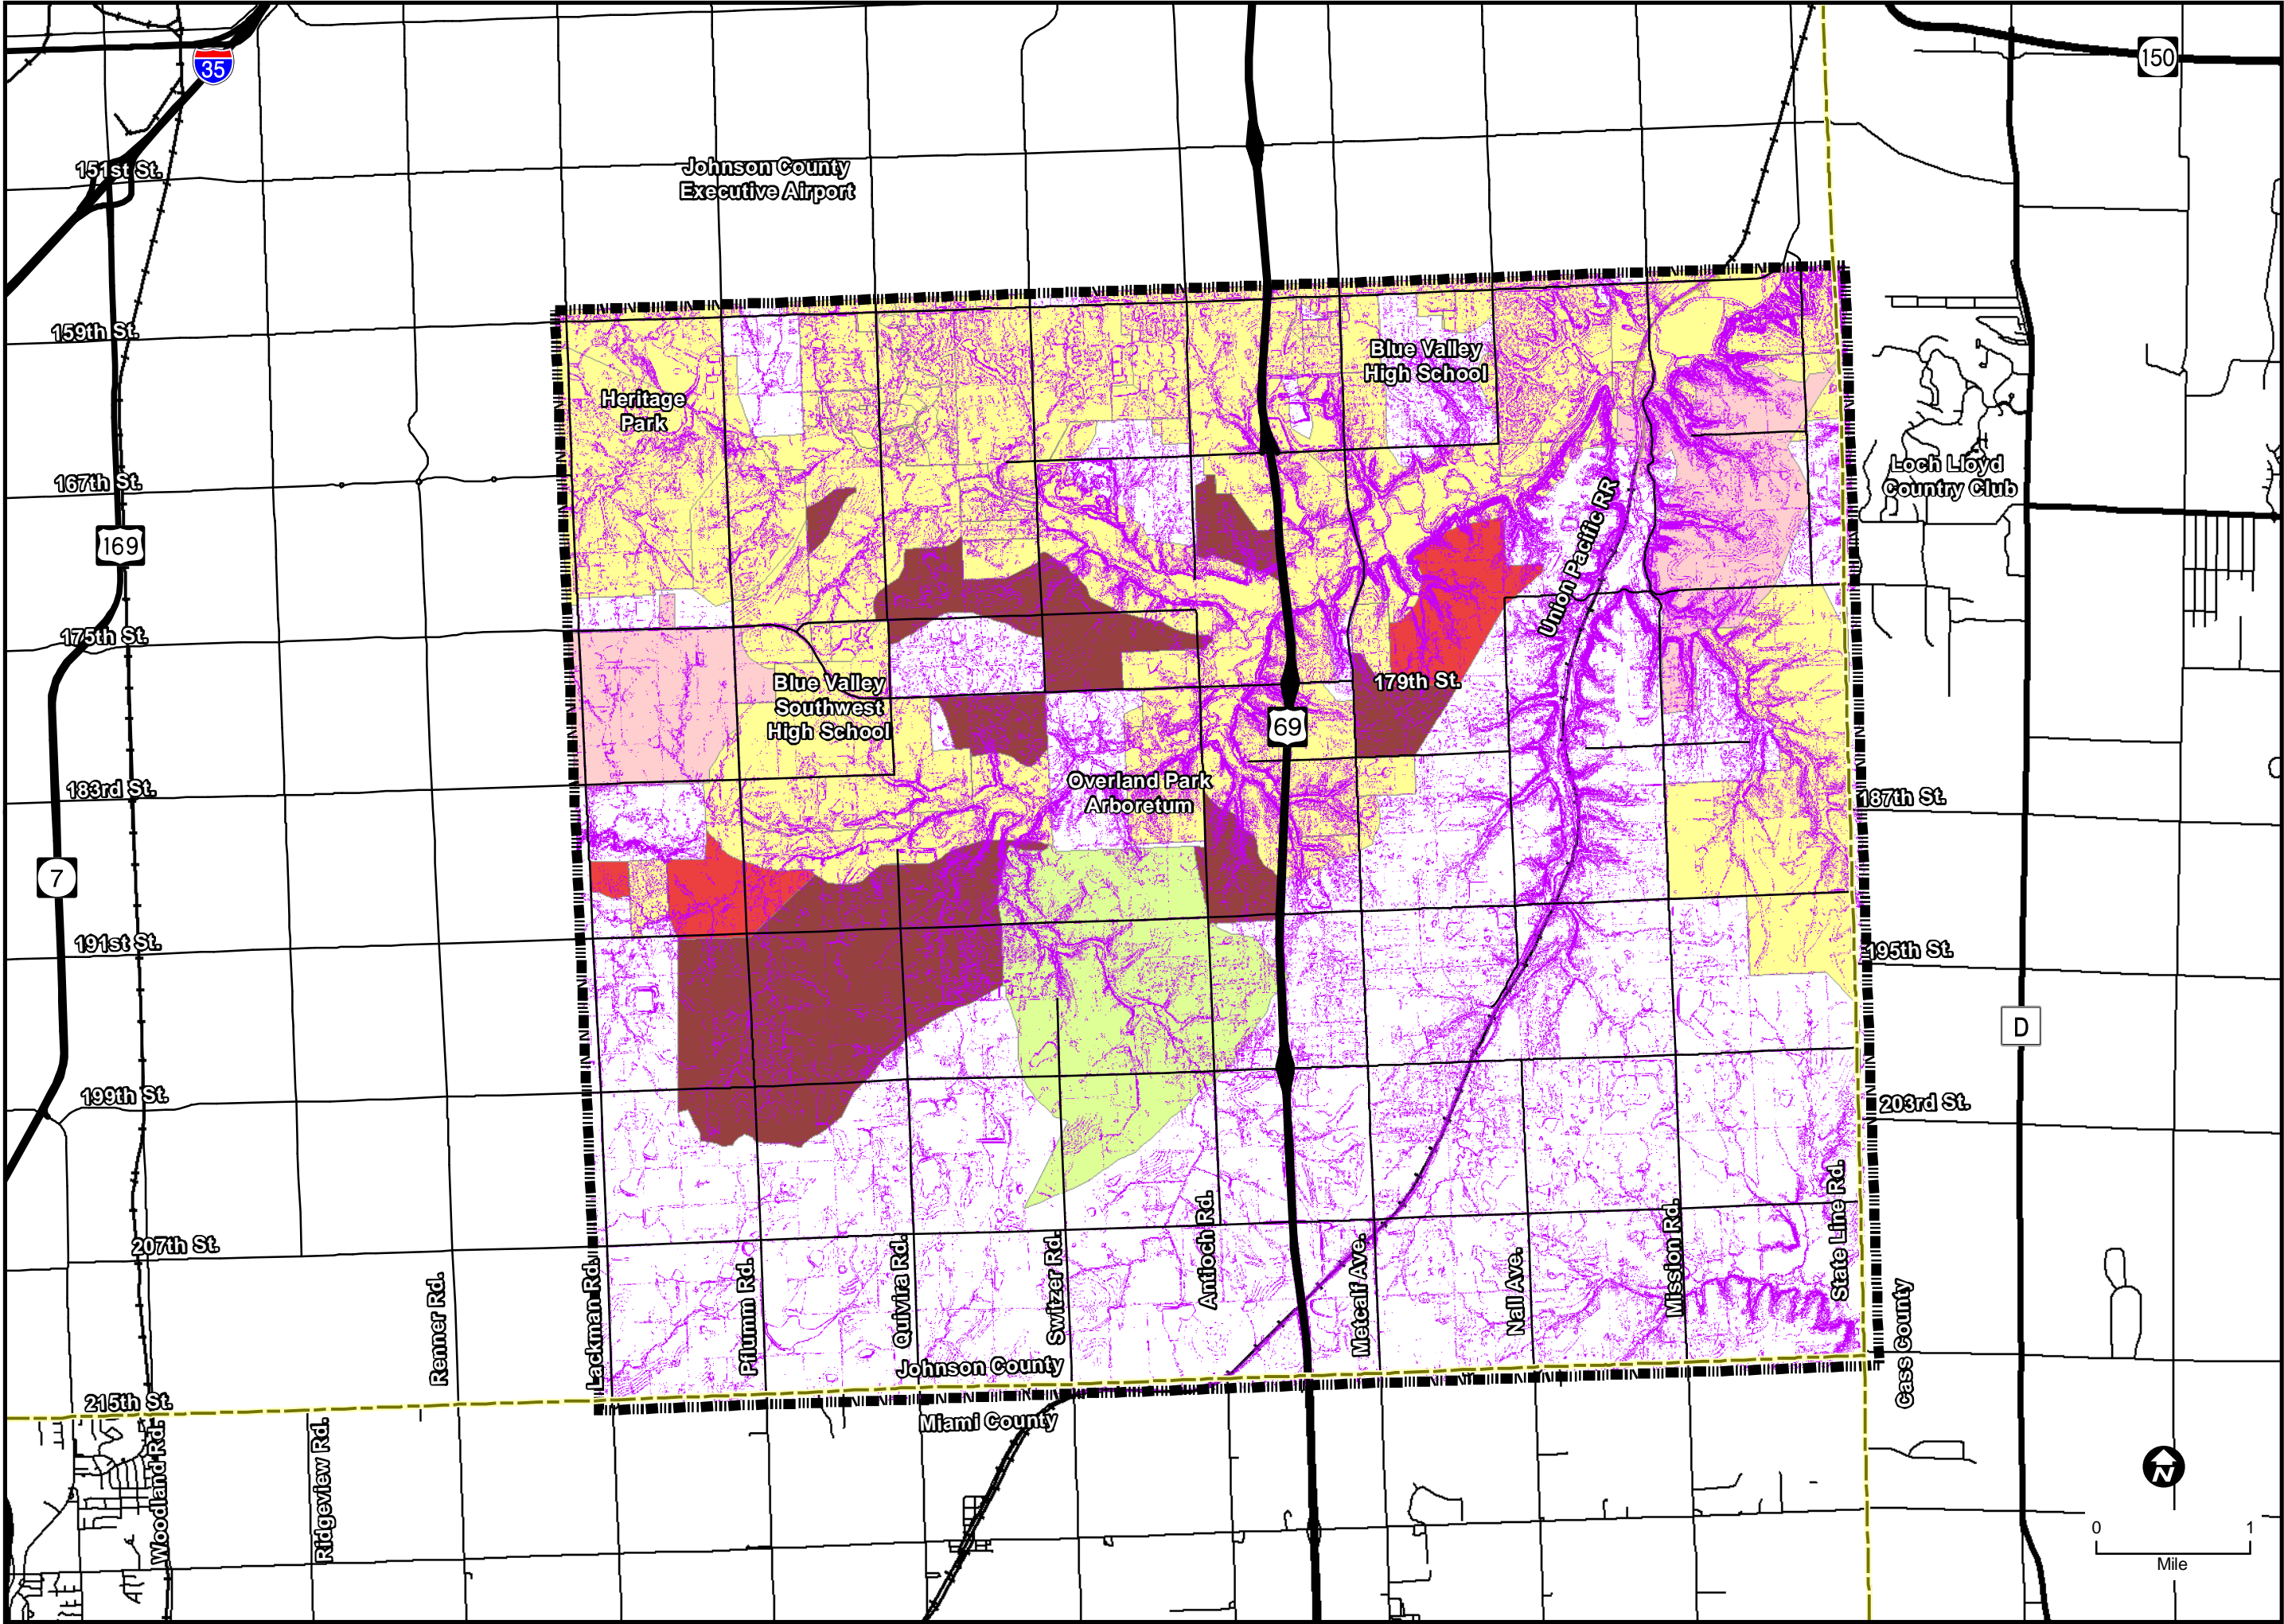 35
150
151st St.
Johnson County
Executive Airport
159th St.
Blue Valley
High School
Heritage
Park
167th St.
Loch Lloyd
Country Club
169
Union Pacific RR
175th St.
Blue Valley
Southwest
High School
179th St.
69
183rd St.
Overland Park
Arboretum
187th St.
7
191st St.
195th St.
D
199th St.
203rd St.
207th St.
Renner Rd.
Lackman Rd.
Pflumm Rd.
Quivira Rd.
Switzer Rd.
Antioch Rd.
Metcalf Ave.
Nall Ave.
Mission Rd.
State Line Rd.
Cass County
Johnson County
Miami County
215th St.
Woodland Rd.
Ridgeview Rd.
N
0 1
Mile